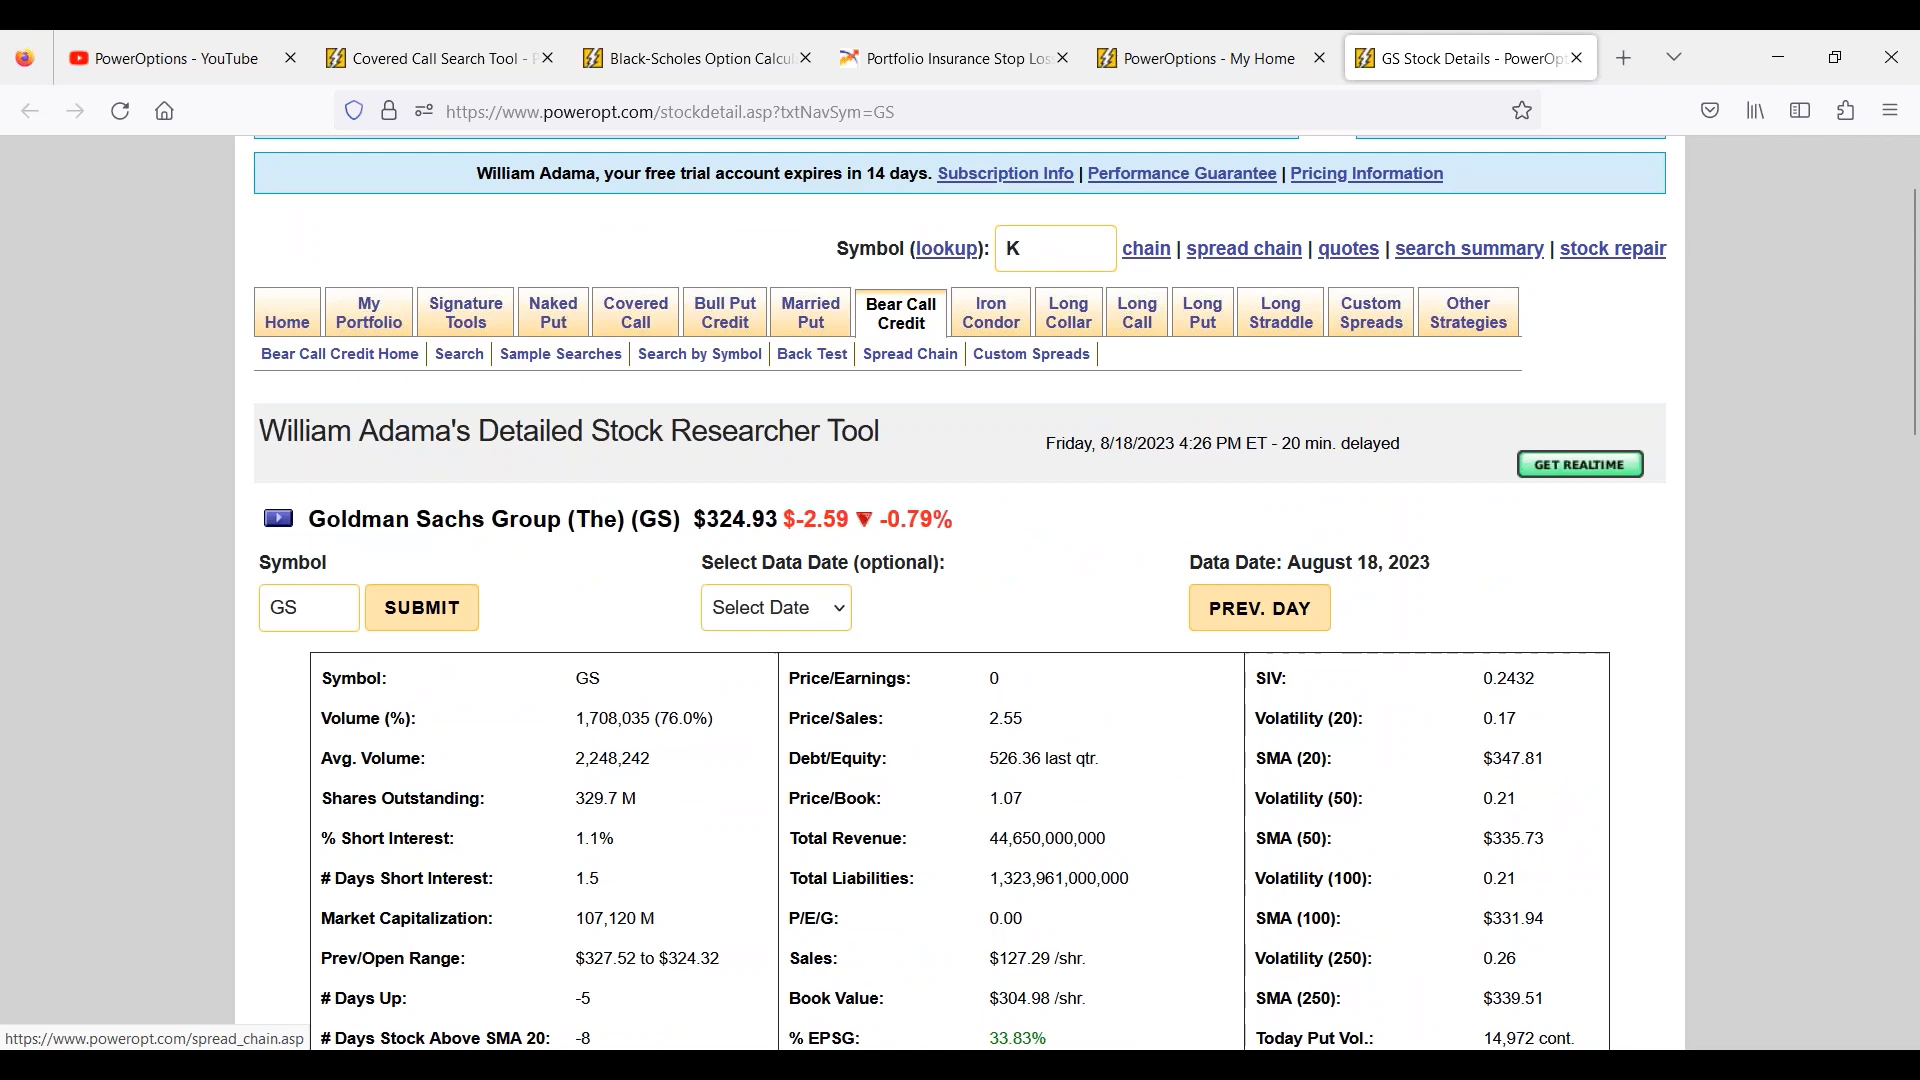 PowerOptions - YouTube
Covered Call Search Tool - P
Black-Scholes Option Calcul
Portfolio Insurance Stop Los
PowerOptions - My Home
GS Stock Details - PowerOpt
https://www.poweropt.com/stockdetail.asp?txtNavSym=GS
William Adama, your free trial account expires in 14 days. Subscription Info | Performance Guarantee | Pricing Information
Symbol (lookup): K chain | spread chain | quotes | search summary | stock repair
Home
My Portfolio
Signature Tools
Naked Put
Covered Call
Bull Put Credit
Married Put
Bear Call Credit
Iron Condor
Long Collar
Long Call
Long Put
Long Straddle
Custom Spreads
Other Strategies
Bear Call Credit Home | Search | Sample Searches | Search by Symbol | Back Test | Spread Chain | Custom Spreads
William Adama's Detailed Stock Researcher Tool
Friday, 8/18/2023 4:26 PM ET - 20 min. delayed
GET REALTIME
Goldman Sachs Group (The) (GS) $324.93 $-2.59 ▼ -0.79%
Symbol
Select Data Date (optional):
Data Date: August 18, 2023
GS
SUBMIT
Select Date
PREV. DAY
Symbol: GS
Price/Earnings: 0
SIV: 0.2432
Volume (%): 1,708,035 (76.0%)
Price/Sales: 2.55
Volatility (20): 0.17
Avg. Volume: 2,248,242
Debt/Equity: 526.36 last qtr.
SMA (20): $347.81
Shares Outstanding: 329.7 M
Price/Book: 1.07
Volatility (50): 0.21
% Short Interest: 1.1%
Total Revenue: 44,650,000,000
SMA (50): $335.73
# Days Short Interest: 1.5
Total Liabilities: 1,323,961,000,000
Volatility (100): 0.21
Market Capitalization: 107,120 M
P/E/G: 0.00
SMA (100): $331.94
Prev/Open Range: $327.52 to $324.32
Sales: $127.29 /shr.
Volatility (250): 0.26
# Days Up: -5
Book Value: $304.98 /shr.
SMA (250): $339.51
# Days Stock Above SMA 20: -8
% EPSG: 33.83%
Today Put Vol.: 14,972 cont.
https://www.poweropt.com/spread_chain.asp